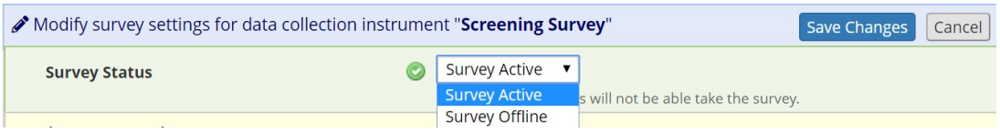 Modify survey settings for data collection instrument "Screening Survey" Save Changes Cancel
Survey Status Survey Active ▼
Survey Active
s will not be able take the survey.
Survey Offline